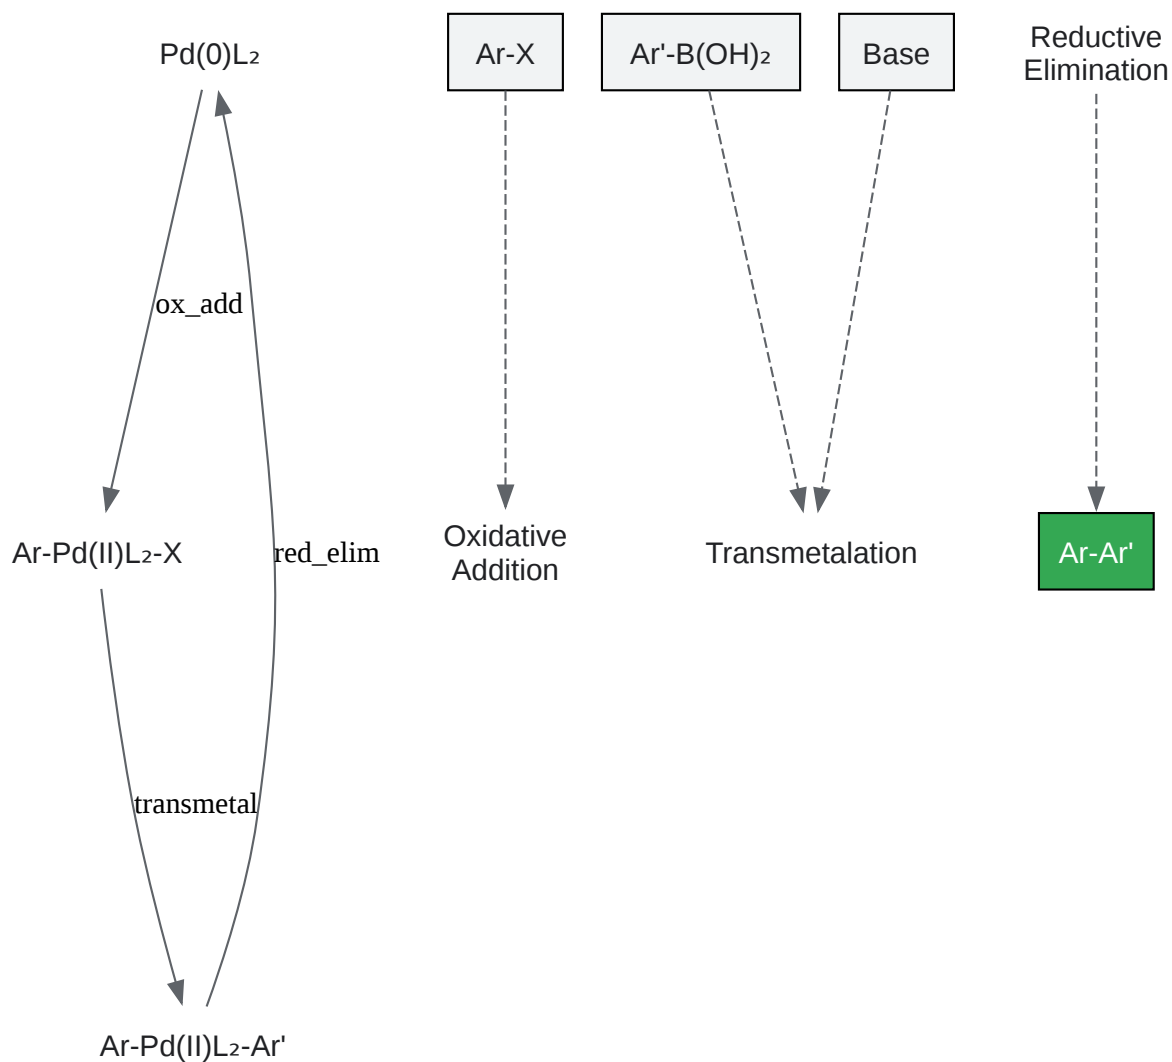 Pd(0)L₂
Ar-X
Ar'-B(OH)₂
Base
Reductive
Elimination
ox_add
Ar-Pd(II)L₂-X
red_elim
Oxidative
Addition
Transmetalation
Ar-Ar'
transmetal
Ar-Pd(II)L₂-Ar'